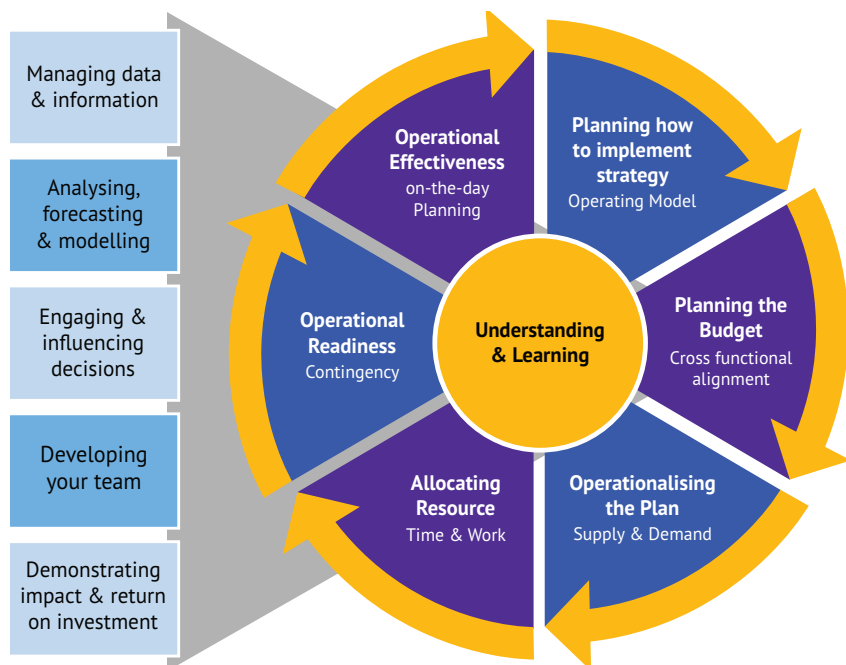 Managing data
& information
Analysing,
forecasting
& modelling
Engaging &
influencing
decisions
Developing
your team
Demonstrating
impact & return
on investment
Operational
Effectiveness
on-the-day
Planning
Planning how
to implement
strategy
Operating Model
Planning the
Budget
Cross functional
alignment
Operationalising
the Plan
Supply & Demand
Allocating
Resource
Time & Work
Operational
Readiness
Contingency
Understanding
& Learning